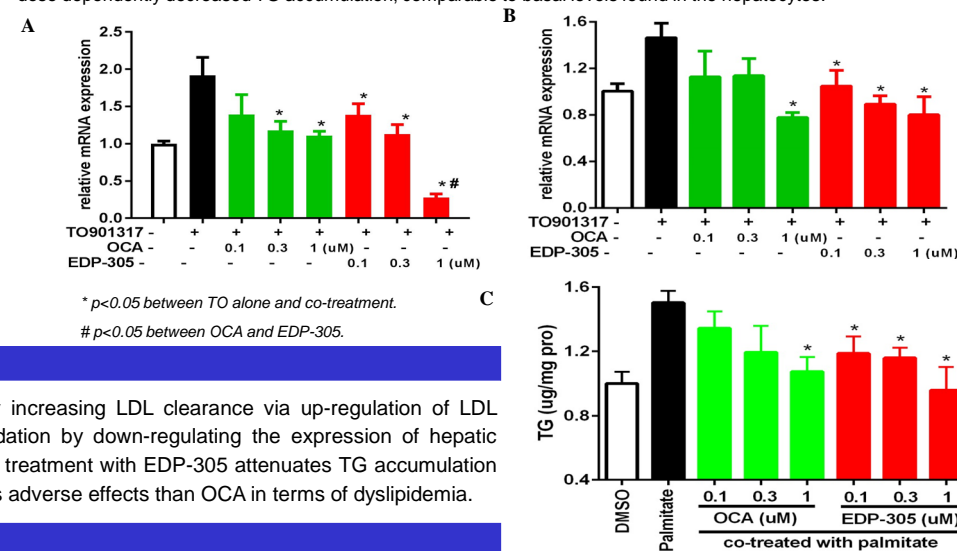 dose dependently decreased TG accumulation, comparable to basal levels found in the hepatocytes.
A
relative mRNA expression
2.5
2.0
1.5
1.0
0.5
0.0
* * * * * #
TO901317 - + + + + + + +
OCA - - 0.1 0.3 1 (uM) - - -
EDP-305 - - - - - 0.1 0.3 1 (uM)
* p<0.05 between TO alone and co-treatment.
# p<0.05 between OCA and EDP-305.
B
relative mRNA expression
1.6
1.2
0.8
0.4
0.0
* * * *
TO901317 - + + + + + + +
OCA - - 0.1 0.3 1 (uM) - - -
EDP-305 - - - - - 0.1 0.3 1 (uM)
increasing LDL clearance via up-regulation of LDL
dation by down-regulating the expression of hepatic
treatment with EDP-305 attenuates TG accumulation
s adverse effects than OCA in terms of dyslipidemia.
C
TG (ug/mg pro)
1.6
1.2
0.8
0.4
* * * *
DMSO
Palmitate
0.1 0.3 1 0.1 0.3 1
OCA (uM) EDP-305 (uM)
co-treated with palmitate